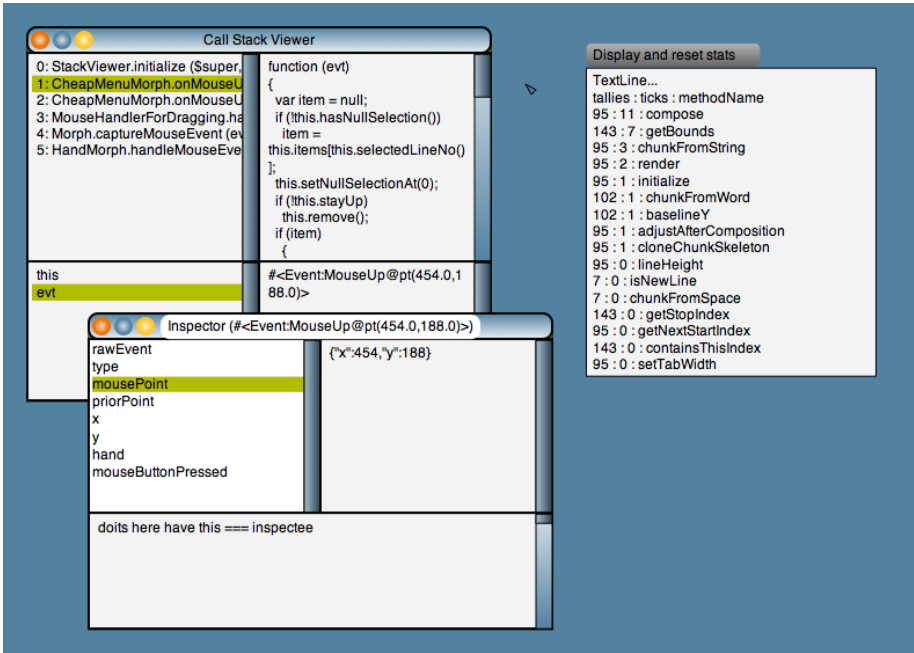 Call Stack Viewer
0: StackViewer.initialize ($super,
1: CheapMenuMorph.onMouseU
2: CheapMenuMorph.onMouseU
3: MouseHandlerForDragging.ha
4: Morph.captureMouseEvent (ev
5: HandMorph.handleMouseEve
function (evt)
{
var item = null;
if (!this.hasNullSelection())
item =
this.items[this.selectedLineNo()
];
this.setNullSelectionAt(0);
if (!this.stayUp)
this.remove();
if (item)
{
this
evt
#<Event:MouseUp@pt(454.0,1
88.0)>
Inspector (#<Event:MouseUp@pt(454.0,188.0)>)
rawEvent
type
mousePoint
priorPoint
x
y
hand
mouseButtonPressed
{"x":454,"y":188}
doits here have this === inspectee
Display and reset stats
TextLine...
tallies : ticks : methodName
95 : 11 : compose
143 : 7 : getBounds
95 : 3 : chunkFromString
95 : 2 : render
95 : 1 : initialize
102 : 1 : chunkFromWord
102 : 1 : baselineY
95 : 1 : adjustAfterComposition
95 : 1 : cloneChunkSkeleton
95 : 0 : lineHeight
7 : 0 : isNewLine
7 : 0 : chunkFromSpace
143 : 0 : getStopIndex
95 : 0 : getNextStartIndex
143 : 0 : containsThisIndex
95 : 0 : setTabWidth